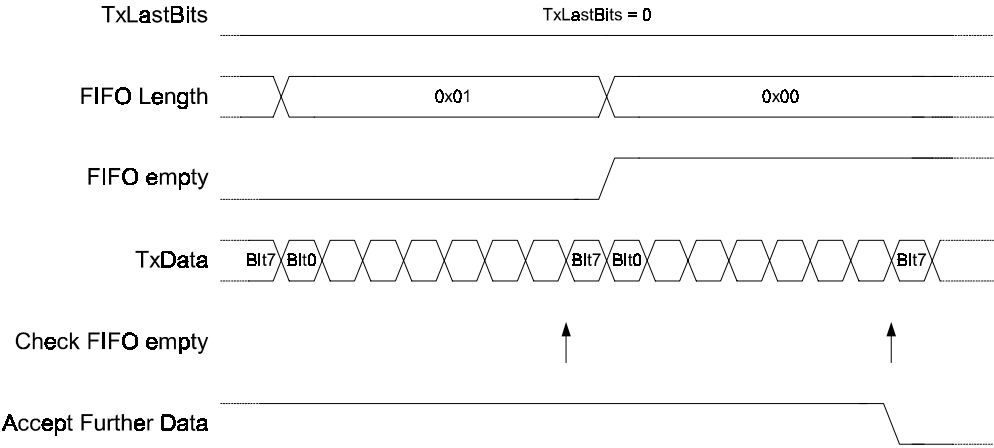 TxLastBits
TxLastBits = 0
FIFO Length
0x01
0x00
FIFO empty
TxData
Bit7
Bit0
Bit7
Bit0
Bit7
Check FIFO empty
Accept Further Data